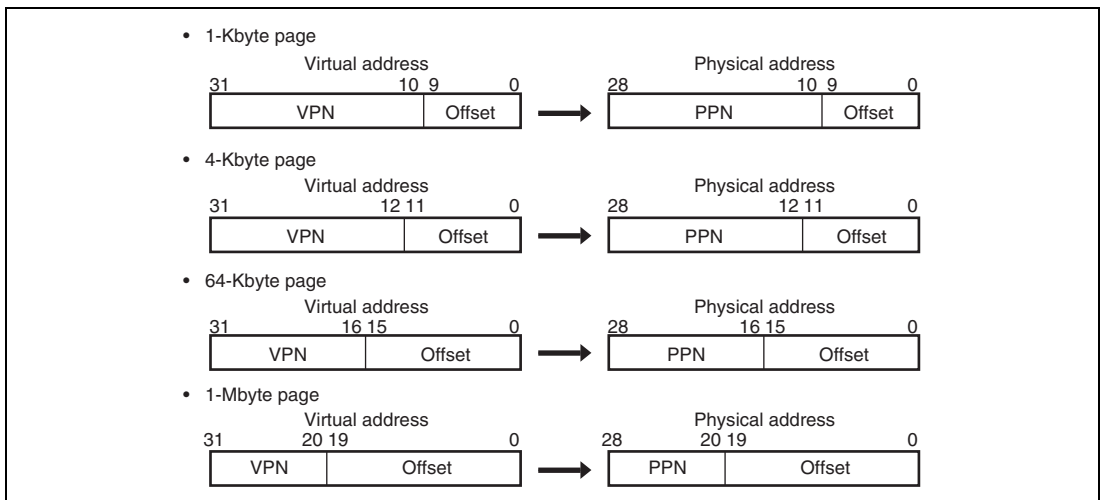 • 1-Kbyte page
Virtual address Physical address
31 10 9 0 28 10 9 0
VPN Offset PPN Offset
• 4-Kbyte page
Virtual address Physical address
31 12 11 0 28 12 11 0
VPN Offset PPN Offset
• 64-Kbyte page
Virtual address Physical address
31 16 15 0 28 16 15 0
VPN Offset PPN Offset
• 1-Mbyte page
Virtual address Physical address
31 20 19 0 28 20 19 0
VPN Offset PPN Offset